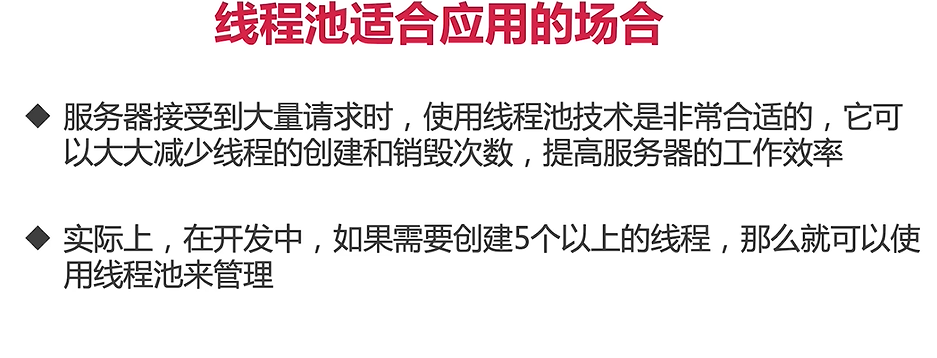 线程池适合应用的场合
◆ 服务器接受到大量请求时，使用线程池技术是非常合适的，它可
以大大减少线程的创建和销毁次数，提高服务器的工作效率
◆ 实际上，在开发中，如果需要创建5个以上的线程，那么就可以使
用线程池来管理